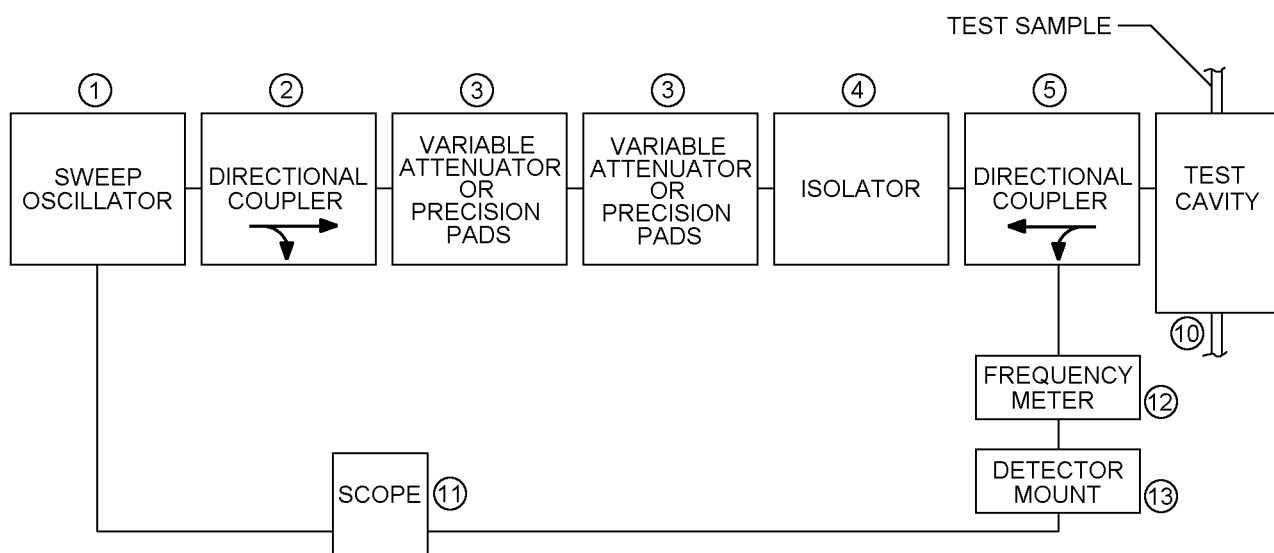 TEST SAMPLE
1
2
3
3
4
5
SWEEP
OSCILLATOR
DIRECTIONAL
COUPLER
VARIABLE
ATTENUATOR
OR
PRECISION
PADS
VARIABLE
ATTENUATOR
OR
PRECISION
PADS
ISOLATOR
DIRECTIONAL
COUPLER
TEST
CAVITY
10
FREQUENCY
METER
12
DETECTOR
MOUNT
13
SCOPE
11